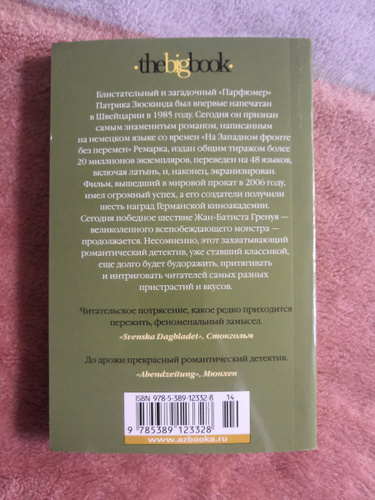 ·thebigbook·
Блистательный и загадочный «Парфюмер»
Патрика Зюскинда был впервые напечатан
в Швейцарии в 1985 году. Сегодня он признан
самым знаменитым романом, написанным
на немецком языке со времен «На Западном фронте
без перемен» Ремарка, издан общим тиражом более
20 миллионов экземпляров, переведен на 48 языков,
включая латынь, и, наконец, экранизирован.
Фильм, вышедший в мировой прокат в 2006 году,
имел огромный успех, а его создатели получили
шесть наград Германской киноакадемии.
Сегодня победное шествие Жан-Батиста Гренуя —
великолепного всепобеждающего монстра —
продолжается. Несомненно, этот захватывающий
романтический детектив, уже ставший классикой,
еще долго будет будоражить, притягивать
и интриговать читателей самых разных
пристрастий и вкусов.
Читательское потрясение, какое редко приходится
пережить, феноменальный замысел.
«Svenska Dagbladet», Стокгольм
До дрожи прекрасный романтический детектив.
«Abendzeitung», Мюнхен
ISBN 978-5-389-12332-8
14
9 785389 123328
www.azbooka.ru